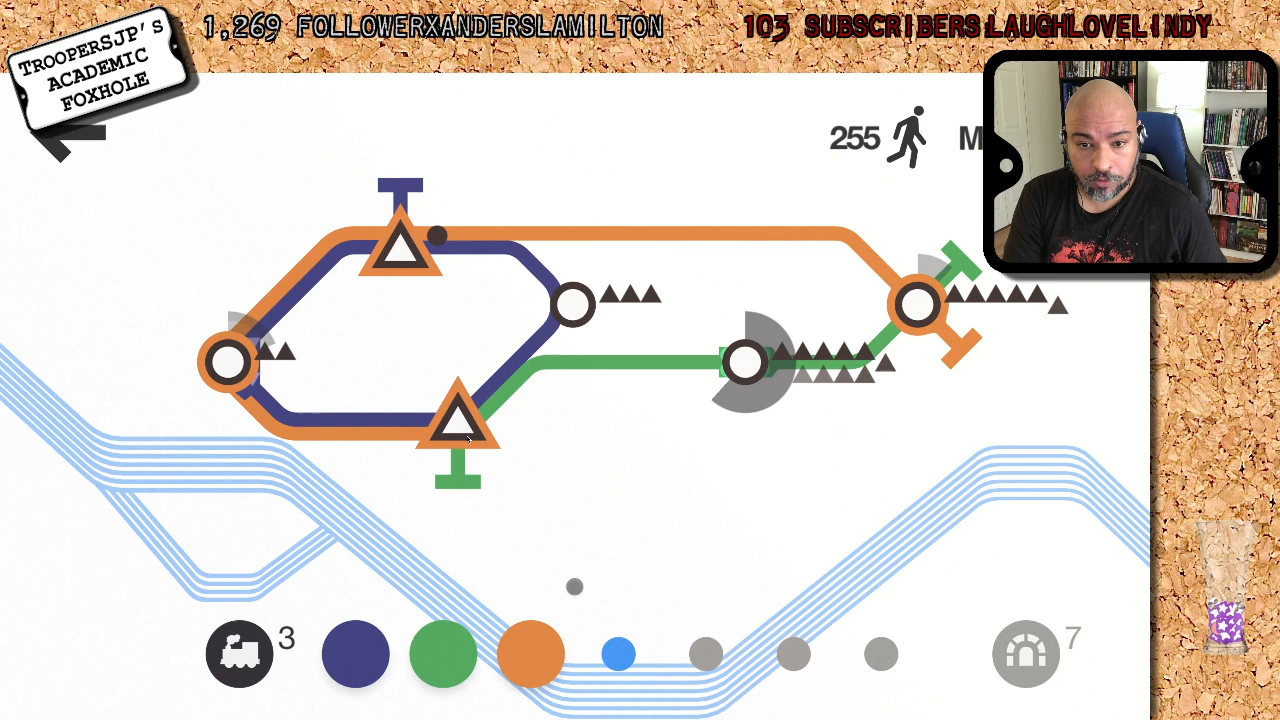 1,269 FOLLOWERXANDERSLAMILTON
103 SUBSCRIBERS:LAUGHLOVELINDY
TROOPERSJP'S
ACADEMIC
FOXHOLE
255 M
3
7